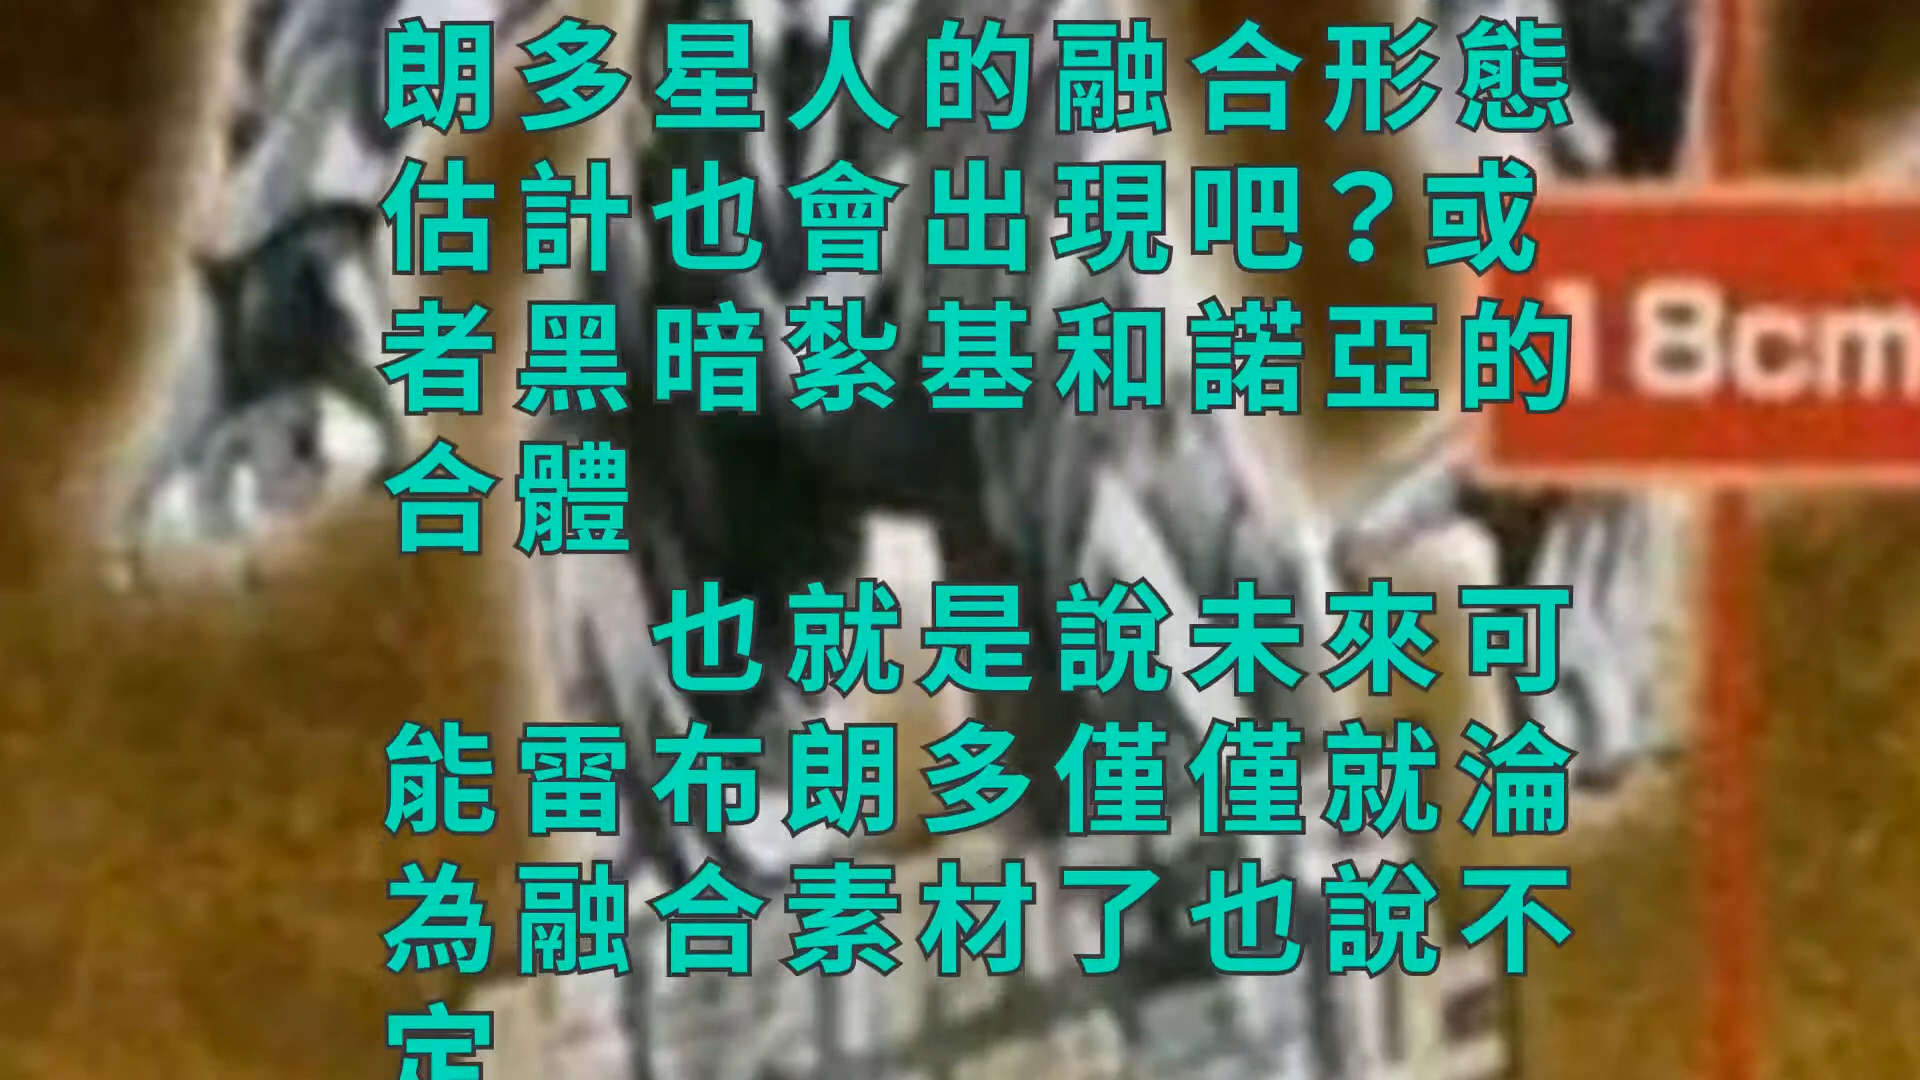 朗多星人的融合形態
估計也會出現吧？或
者黑暗紮基和諾亞的
合體
也就是說未來可
能雷布朗多僅僅就淪
為融合素材了也說不
定
18cm